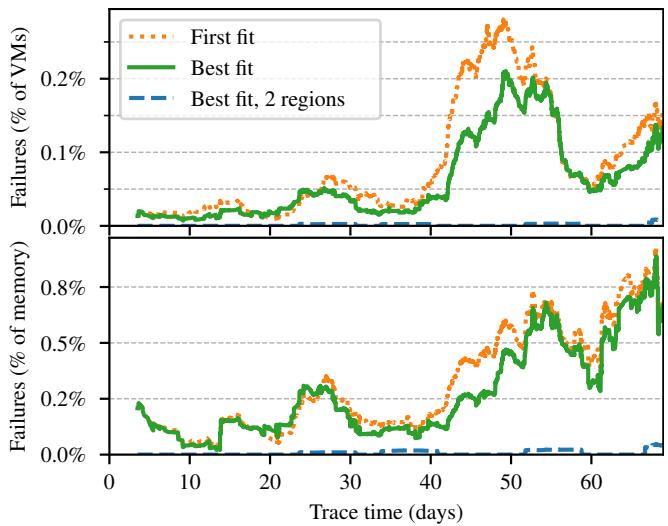 First fit
Best fit
Best fit, 2 regions
Failures (% of VMs)
0.2%
0.1%
0.0%
Failures (% of memory)
0.8%
0.5%
0.2%
0.0%
0 10 20 30 40 50 60
Trace time (days)